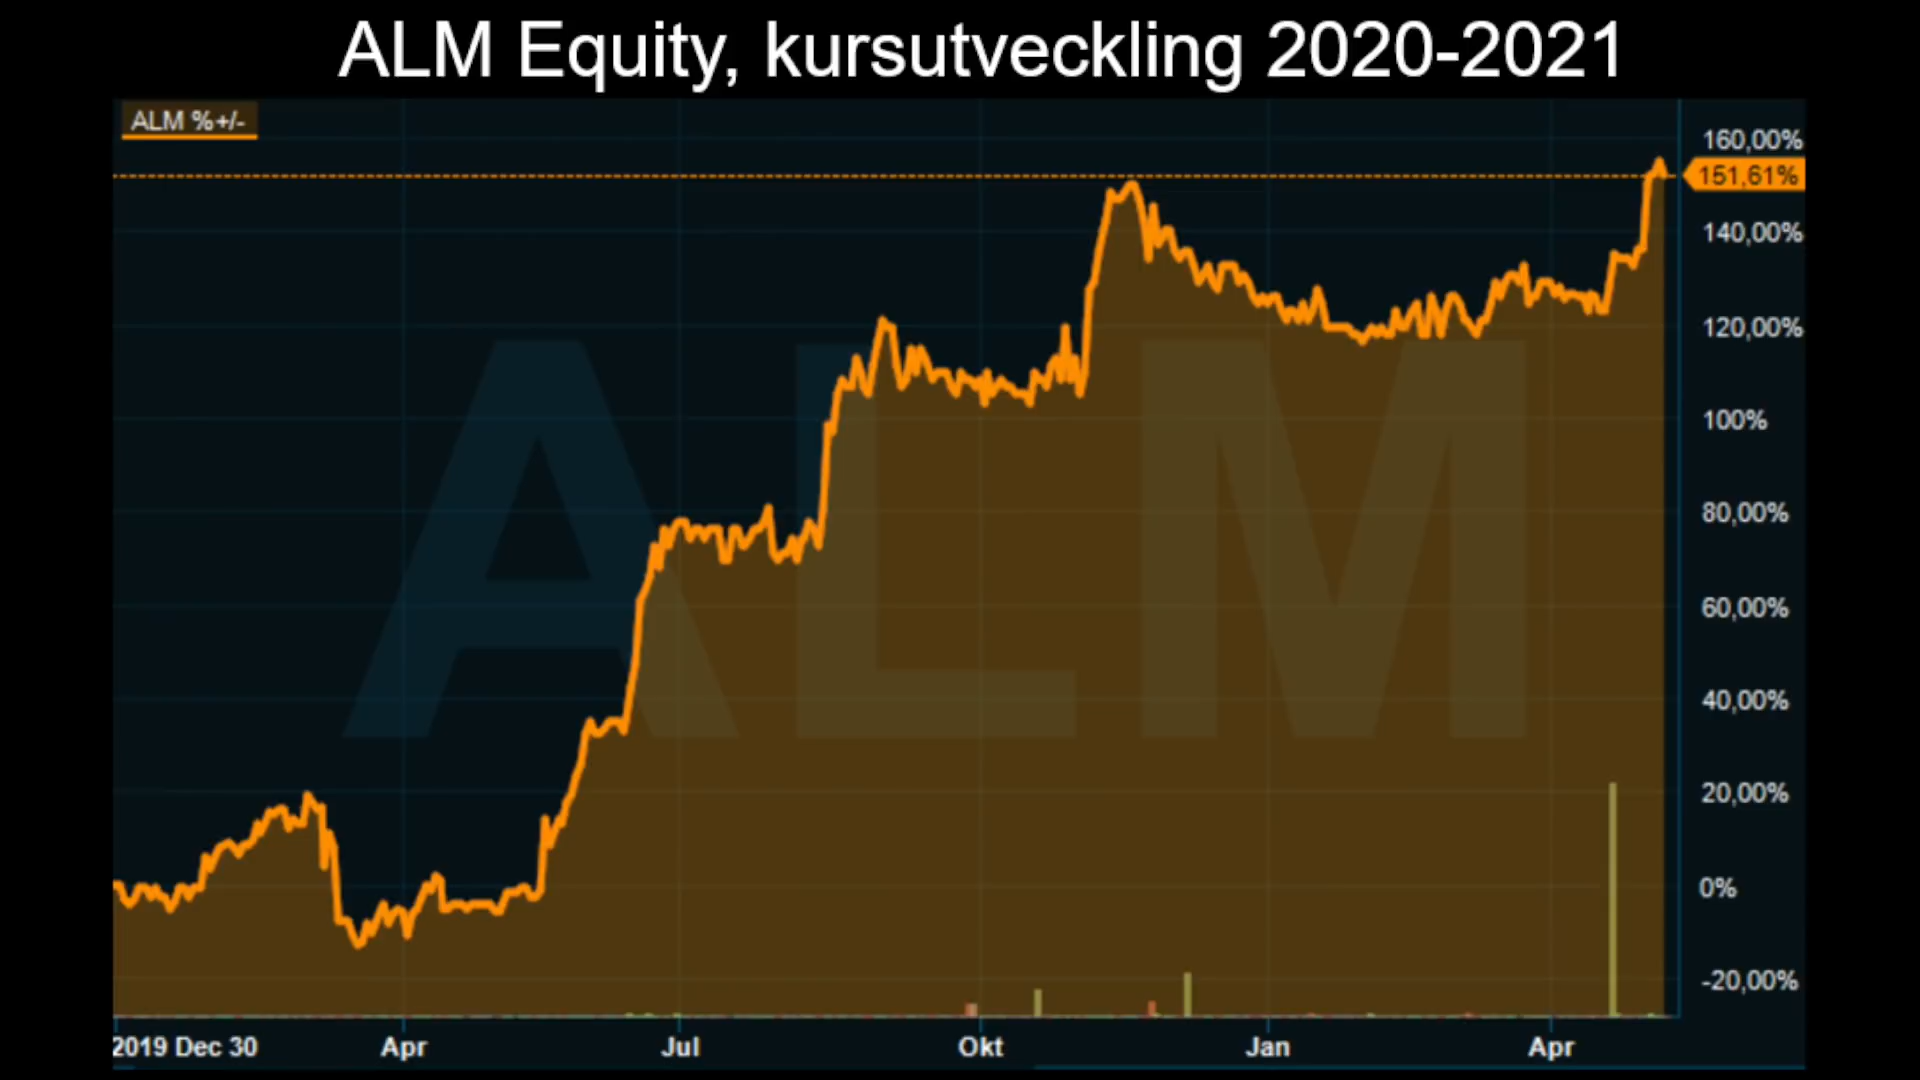 ALM Equity, kursutveckling 2020-2021
ALM %+/-
160,00%
151,61%
140,00%
120,00%
100%
80,00%
60,00%
40,00%
20,00%
0%
-20,00%
ALM
2019 Dec 30 Apr Jul Okt Jan Apr